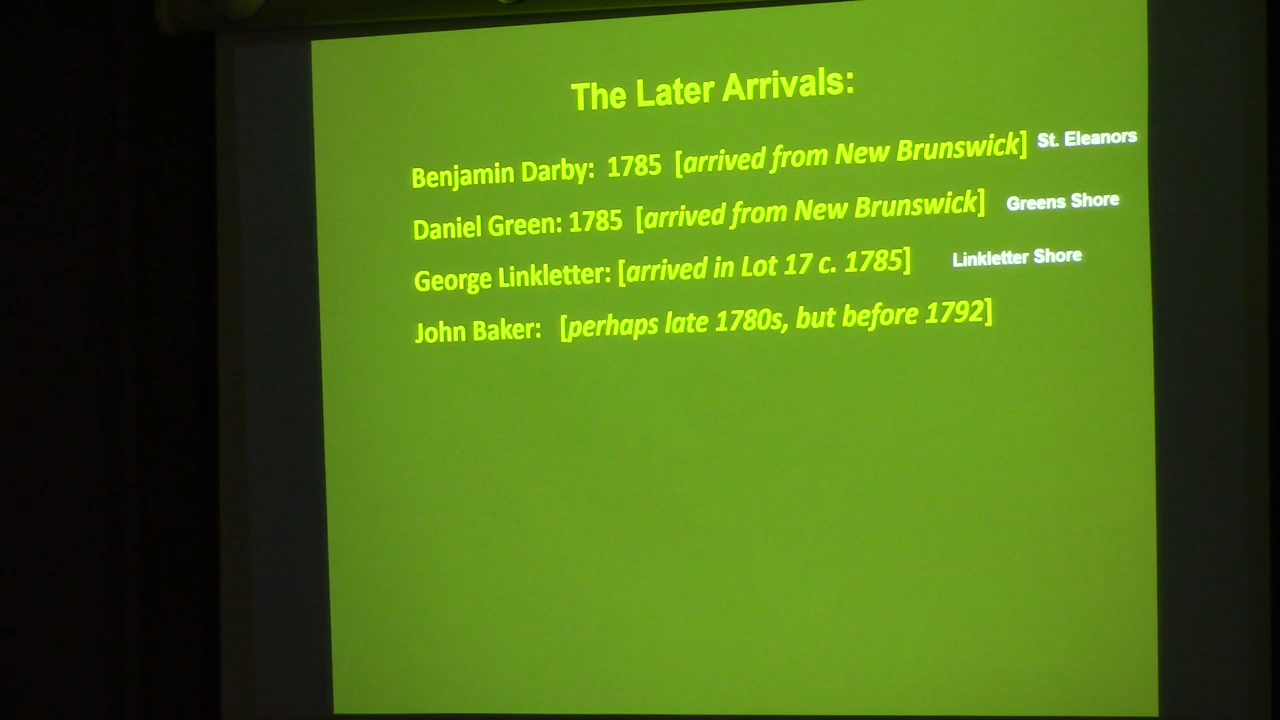 The Later Arrivals:
Benjamin Darby: 1785 [arrived from New Brunswick] St. Eleanors
Daniel Green: 1785 [arrived from New Brunswick] Greens Shore
George Linkletter: [arrived in Lot 17 c. 1785] Linkletter Shore
John Baker: [perhaps late 1780s, but before 1792]